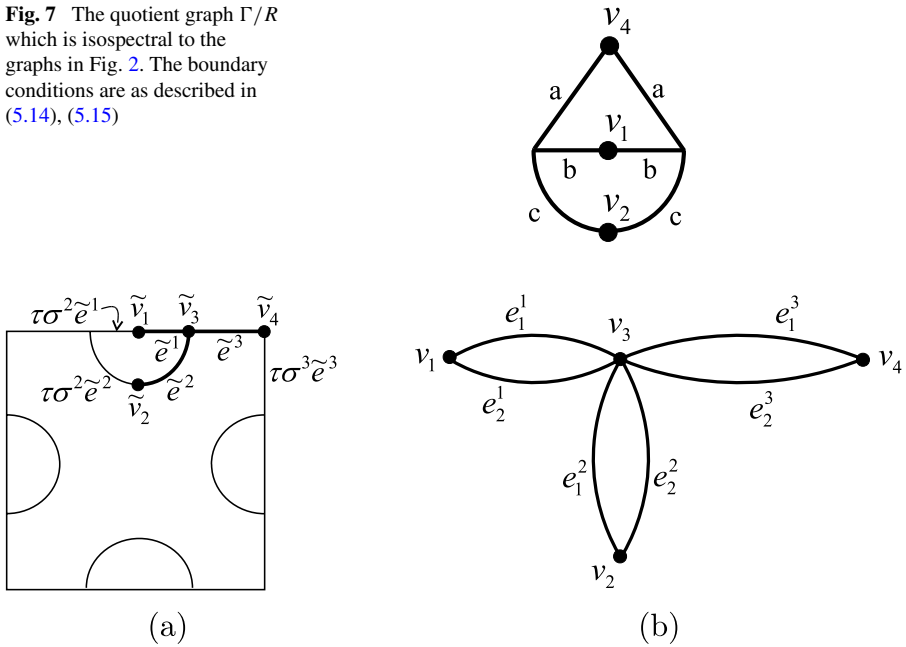 Fig. 7 The quotient graph Γ/R
which is isospectral to the
graphs in Fig. 2. The boundary
conditions are as described in
(5.14), (5.15)
v₄
a a
v₁
b b
c v₂ c
τσ²ẽ¹ ṽ₁ ṽ₃ ṽ₄
ẽ¹ ẽ³
τσ³ẽ³
τσ²ẽ² ẽ²
ṽ₂
e₁¹ v₃ e₁³
v₁ v₄
e₂¹ e₂³
e₁² e₂²
v₂
(a) (b)